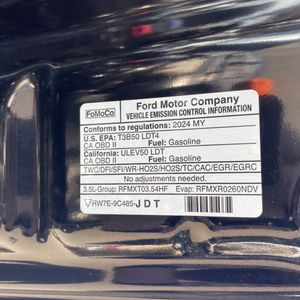 FoMoCo
Ford Motor Company
VEHICLE EMISSION CONTROL INFORMATION
Conforms to regulations: 2024 MY
U.S. EPA: T3B50 LDT4
CA OBD II Fuel: Gasoline
California: ULEV50 LDT
CA OBD II Fuel: Gasoline
TWC/DFI/SFI/WR-HO2S/HO2S/TC/CAC/EGR/EGRC
No adjustments needed.
3.5L-Group: RFMXT03.54HF Evap: RFMXR0260NDV
RW7E-9C485-JDT